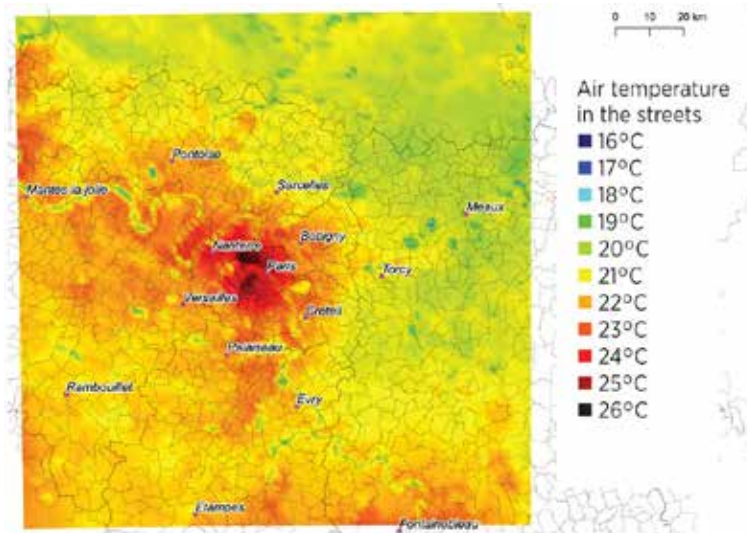 0 10 20 km
Air temperature
in the streets
16°C
17°C
18°C
19°C
20°C
21°C
22°C
23°C
24°C
25°C
26°C
Pontoise
Mantes la jolie
Sarcelles
Meaux
Nanterre
Bobigny
Paris
Torcy
Versailles
Créteil
Palaiseau
Rambouillet
Evry
Etampes
Fontainebleau